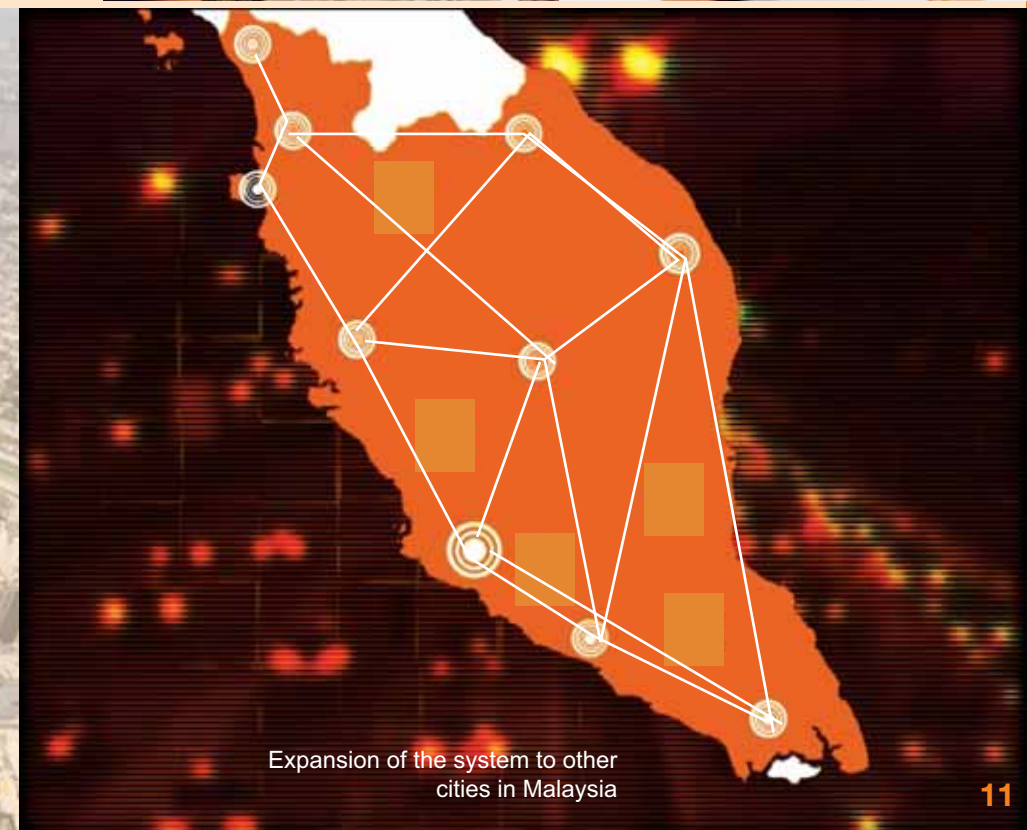 Expansion of the system to other
cities in Malaysia
11